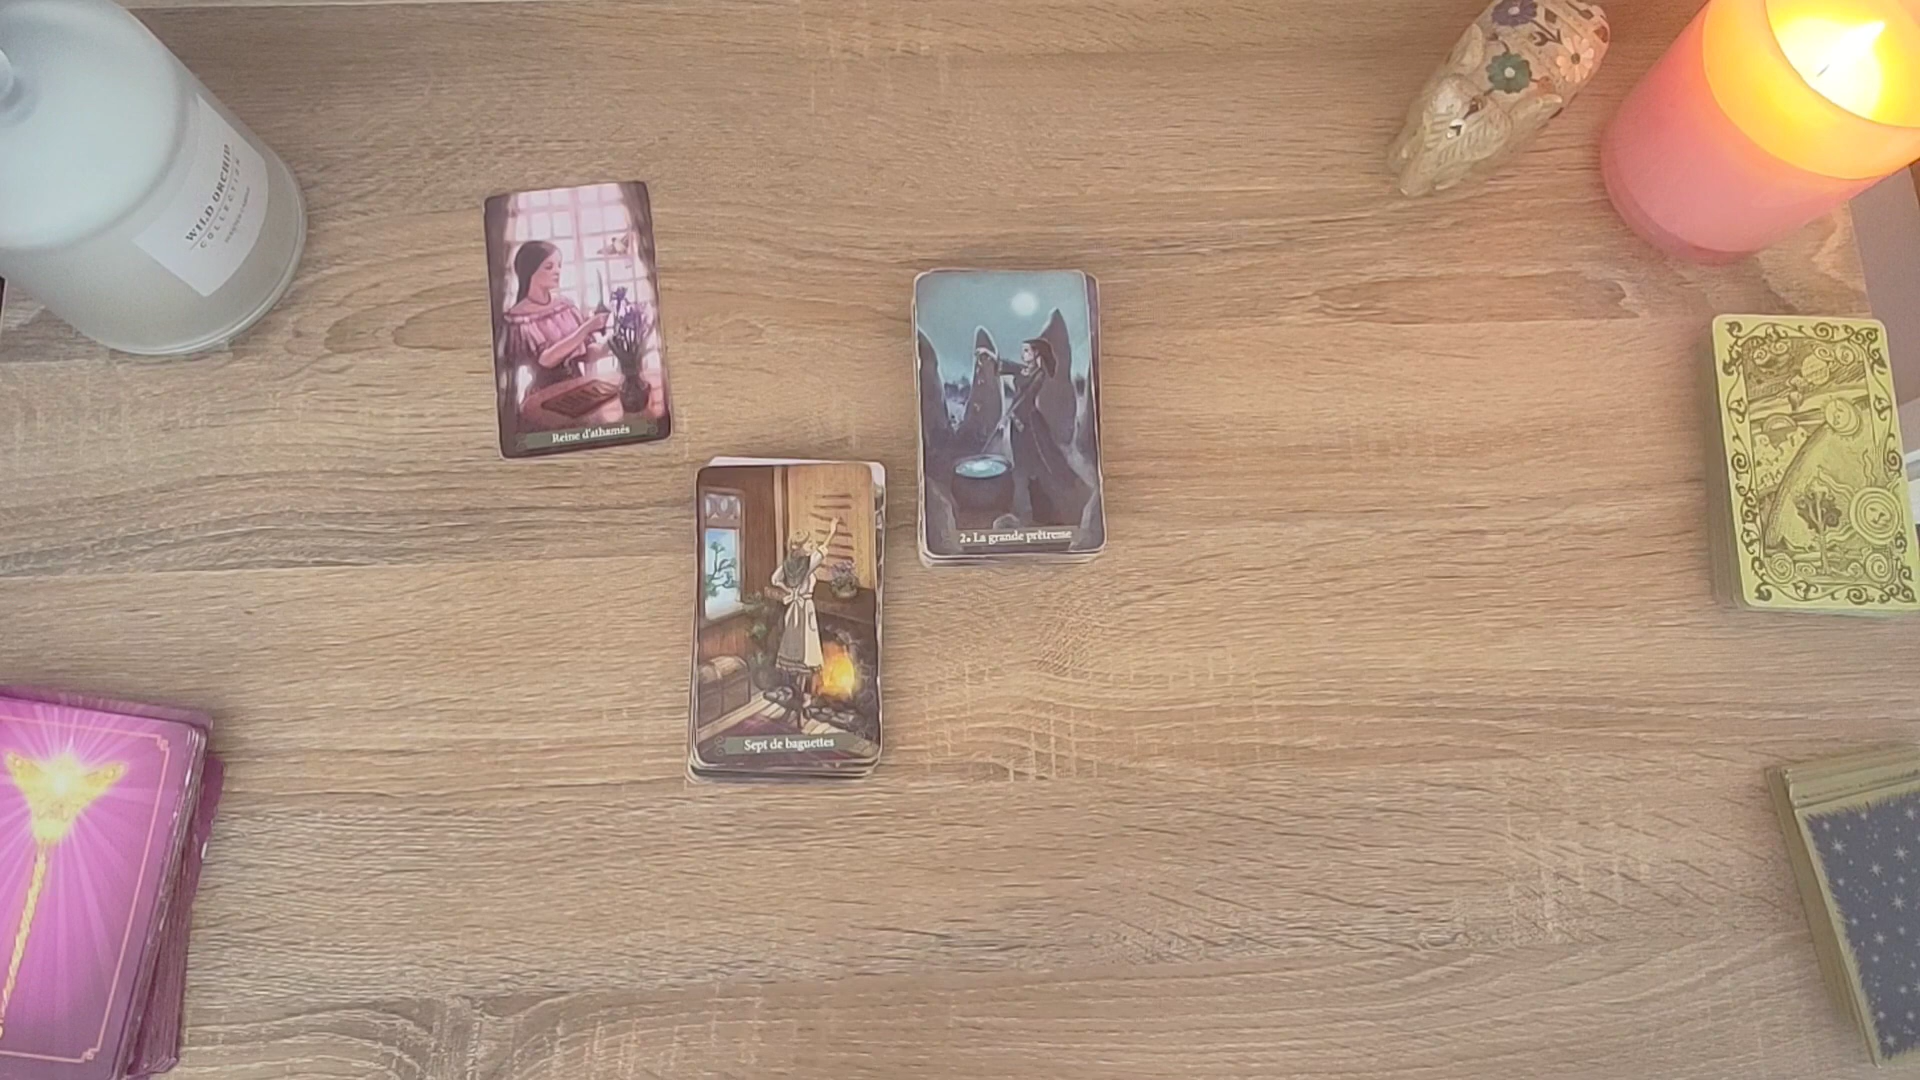 WILD ORCHID
COLLECTION
Reine d'athamés
2. La grande prêtresse
Sept de baguettes